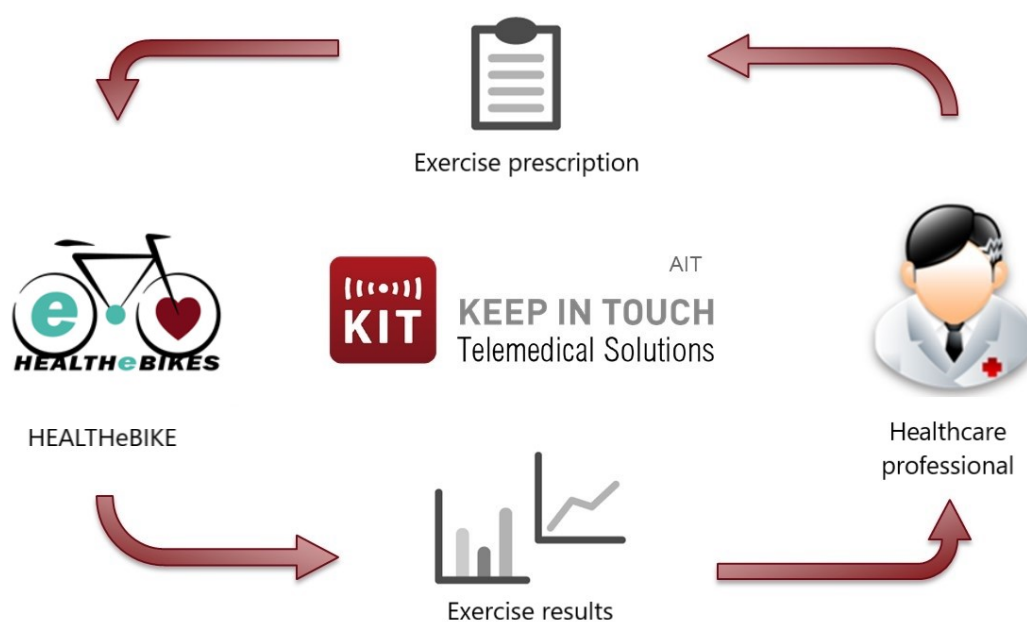 Exercise prescription
e
HEALTHeBIKES
HEALTHeBIKE
KIT
AIT
KEEP IN TOUCH
Telemedical Solutions
Healthcare
professional
Exercise results